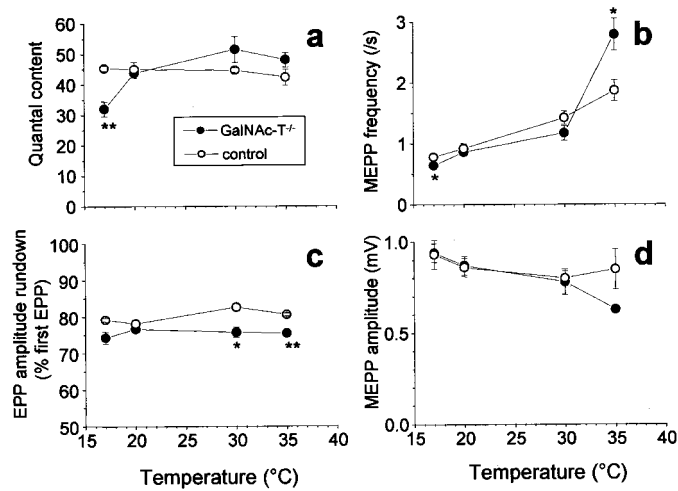 a
Quantal content
60
50
40
30
20
10
0
**
GalNAc-T-/-
control
b
MEPP frequency (/s)
3
2
1
0
*
*
c
EPP amplitude rundown
(% first EPP)
100
90
80
70
60
50
*
**
15 20 25 30 35 40
Temperature (°C)
d
MEPP amplitude (mV)
1.0
0.5
0.0
15 20 25 30 35 40
Temperature (°C)